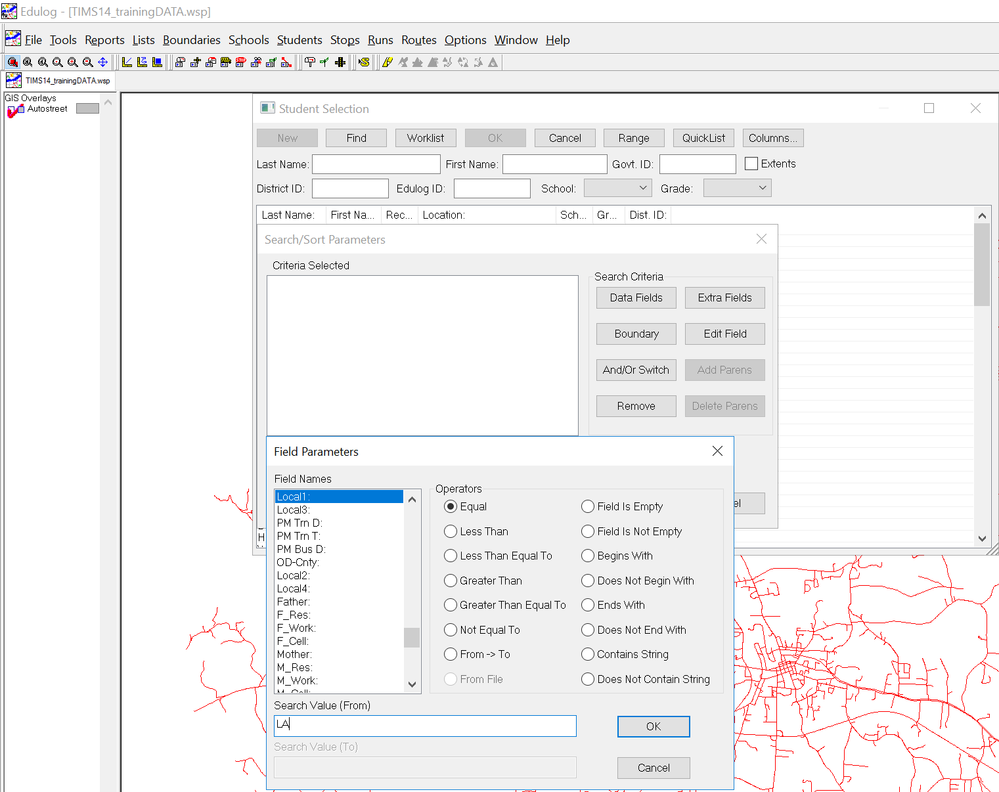 Edulog - [TIMS14_trainingDATA.wsp]
File Tools Reports Lists Boundaries Schools Students Stops Runs Routes Options Window Help
TIMS14_trainingDATA.wsp
GIS Overlays
Autostreet
Student Selection
New Find Worklist OK Cancel Range QuickList Columns...
Last Name: First Name: Govt. ID: Extents
District ID: Edulog ID: School: Grade:
Last Name: First Na... Rec... Location: Sch... Gr... Dist. ID:
Search/Sort Parameters
Criteria Selected
Search Criteria
Data Fields Extra Fields
Boundary Edit Field
And/Or Switch Add Parens
Remove Delete Parens
Field Parameters
Field Names
Local1:
Local3:
PM Trn D:
PM Trn T:
PM Bus D:
OD-Cnty:
Local2:
Local4:
Father:
F_Res:
F_Work:
F_Cell:
Mother:
M_Res:
M_Work:
M_Cell:
Operators
Equal Field Is Empty
Less Than Field Is Not Empty
Less Than Equal To Begins With
Greater Than Does Not Begin With
Greater Than Equal To Ends With
Not Equal To Does Not End With
From -> To Contains String
From File Does Not Contain String
Search Value (From)
LA
OK
Search Value (To)
Cancel